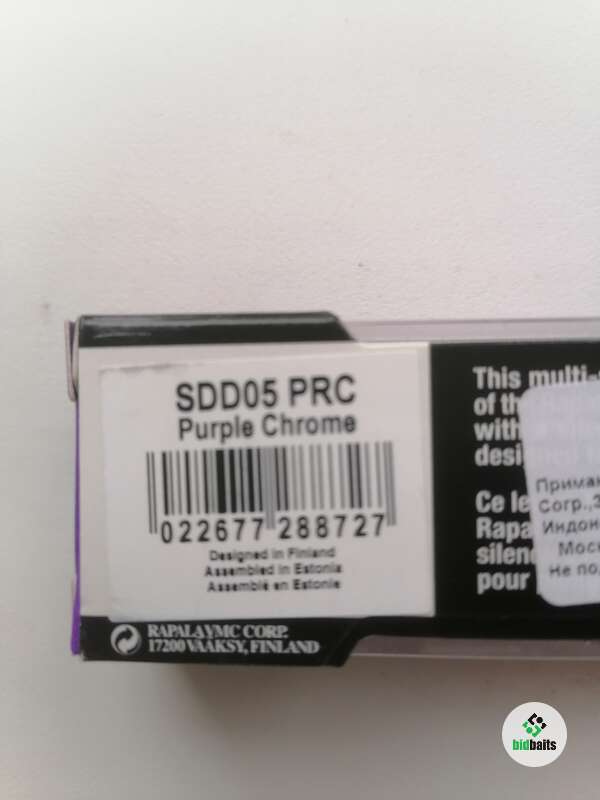 SDD05 PRC
Purple Chrome
022677 288727
Designed in Finland
Assembled in Estonia
Assemblé en Estonie
RAPALA VMC CORP.
17200 VÄÄKSY, FINLAND
This multi-
of th
with
desi
Ce le
Rapa
silen
pour
Приман
Corp.,3
Индон
Моск
не по
bidbaits